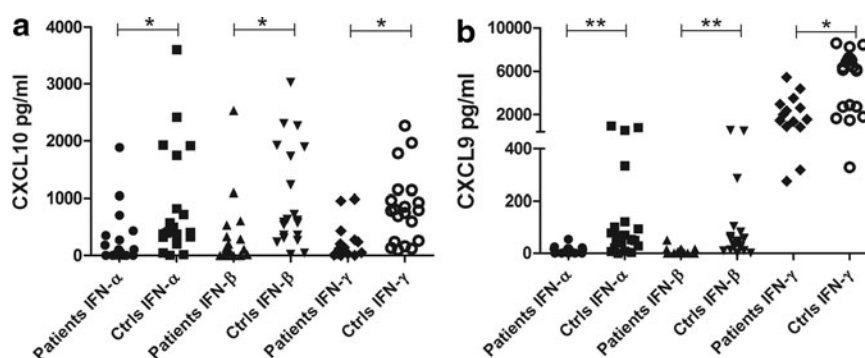 a
* * *
CXCL10 pg/ml
4000
3000
2000
1000
0
Patients IFN-α
Ctrls IFN-α
Patients IFN-β
Ctrls IFN-β
Patients IFN-γ
Ctrls IFN-γ
b
** ** *
CXCL9 pg/ml
10000
6000
2000
400
200
0
Patients IFN-α
Ctrls IFN-α
Patients IFN-β
Ctrls IFN-β
Patients IFN-γ
Ctrls IFN-γ